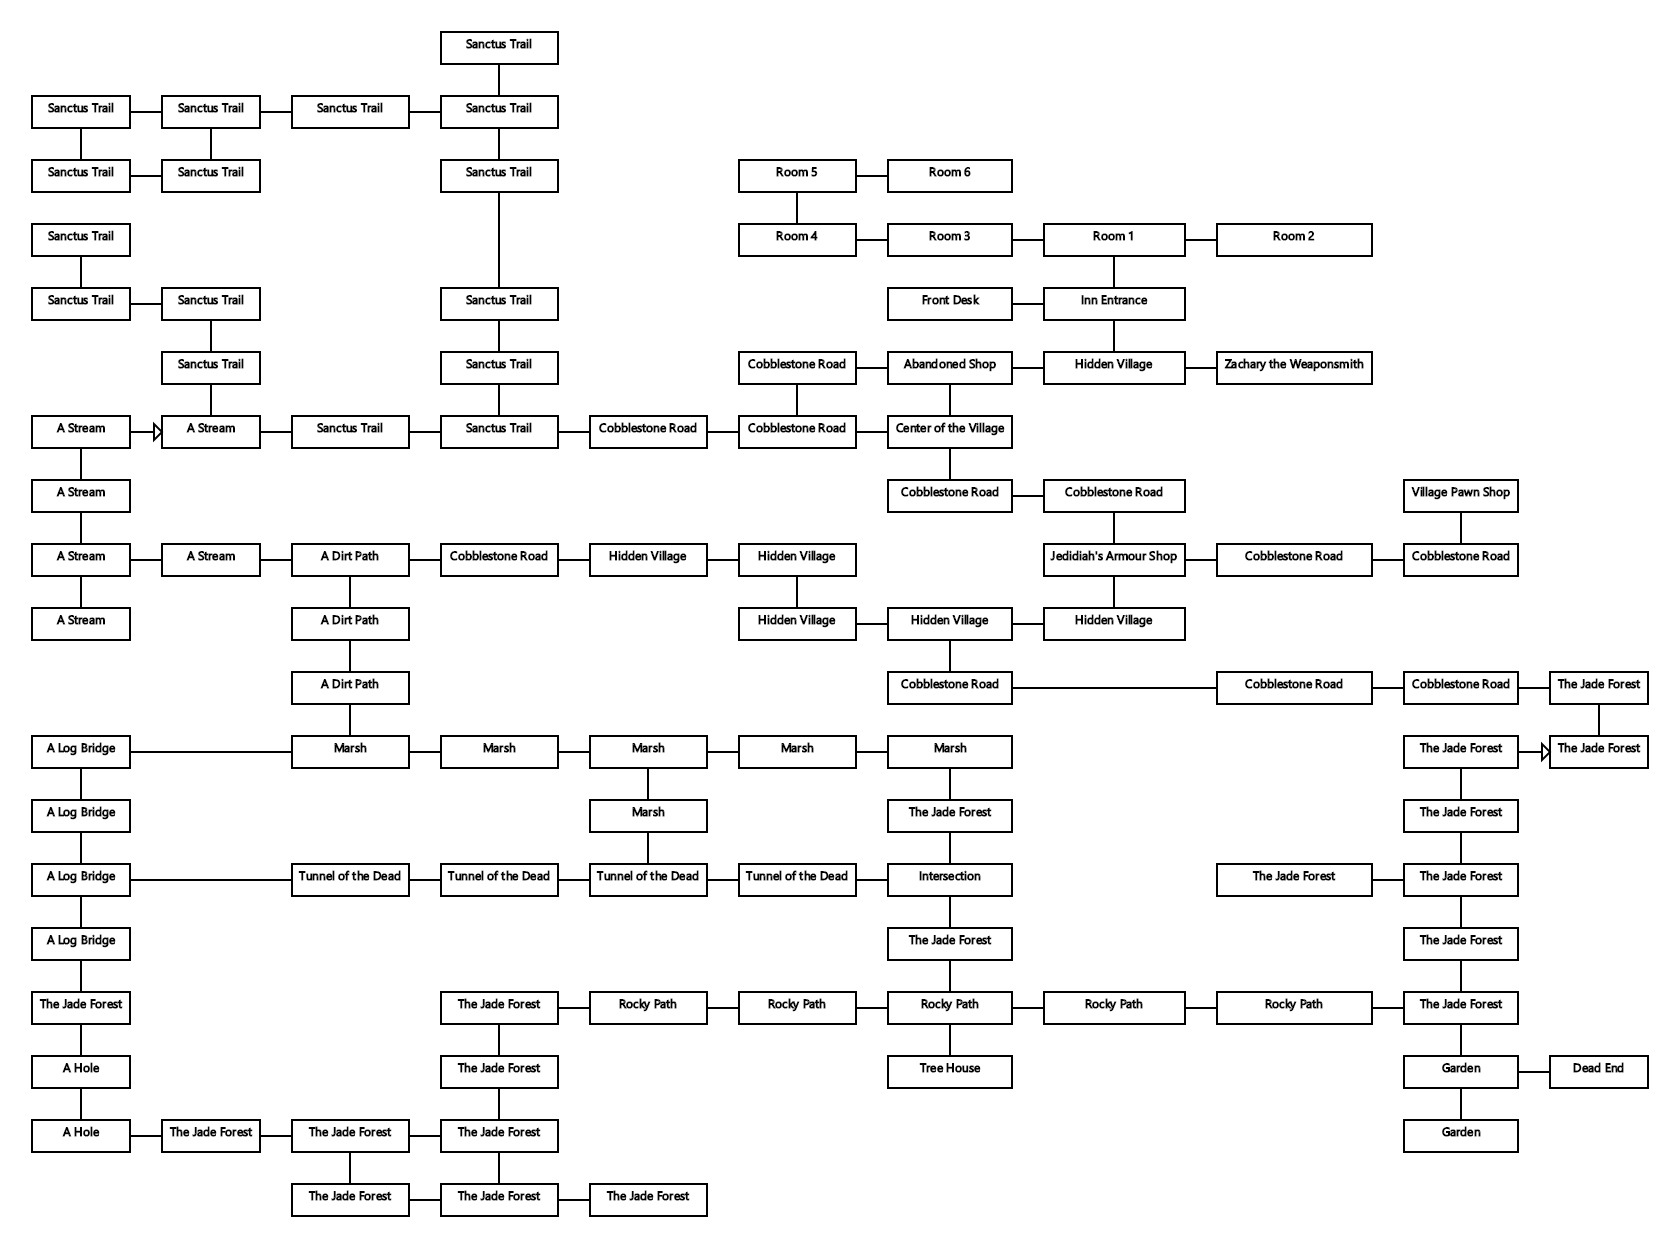 Sanctus Trail
Sanctus Trail
Sanctus Trail
Sanctus Trail
Sanctus Trail
Sanctus Trail
Sanctus Trail
Sanctus Trail
Room 5
Room 6
Sanctus Trail
Room 4
Room 3
Room 1
Room 2
Sanctus Trail
Sanctus Trail
Sanctus Trail
Front Desk
Inn Entrance
Sanctus Trail
Sanctus Trail
Cobblestone Road
Abandoned Shop
Hidden Village
Zachary the Weaponsmith
A Stream
A Stream
Sanctus Trail
Sanctus Trail
Cobblestone Road
Cobblestone Road
Center of the Village
A Stream
Cobblestone Road
Cobblestone Road
Village Pawn Shop
A Stream
A Stream
A Dirt Path
Cobblestone Road
Hidden Village
Hidden Village
Jedidiah's Armour Shop
Cobblestone Road
Cobblestone Road
A Stream
A Dirt Path
Hidden Village
Hidden Village
Hidden Village
A Dirt Path
Cobblestone Road
Cobblestone Road
Cobblestone Road
The Jade Forest
A Log Bridge
Marsh
Marsh
Marsh
Marsh
Marsh
The Jade Forest
The Jade Forest
A Log Bridge
Marsh
The Jade Forest
The Jade Forest
A Log Bridge
Tunnel of the Dead
Tunnel of the Dead
Tunnel of the Dead
Tunnel of the Dead
Intersection
The Jade Forest
The Jade Forest
A Log Bridge
The Jade Forest
The Jade Forest
The Jade Forest
The Jade Forest
Rocky Path
Rocky Path
Rocky Path
Rocky Path
Rocky Path
The Jade Forest
A Hole
The Jade Forest
Tree House
Garden
Dead End
A Hole
The Jade Forest
The Jade Forest
The Jade Forest
Garden
The Jade Forest
The Jade Forest
The Jade Forest